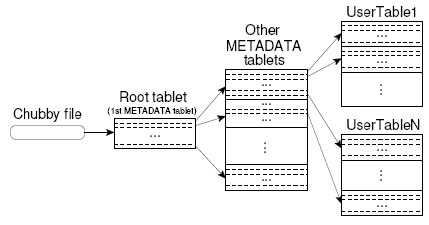 Chubby file
Root tablet
(1st METADATA tablet)
...
Other
METADATA
tablets
...
...
...
...
UserTable1
...
...
...
UserTableN
...
...
...